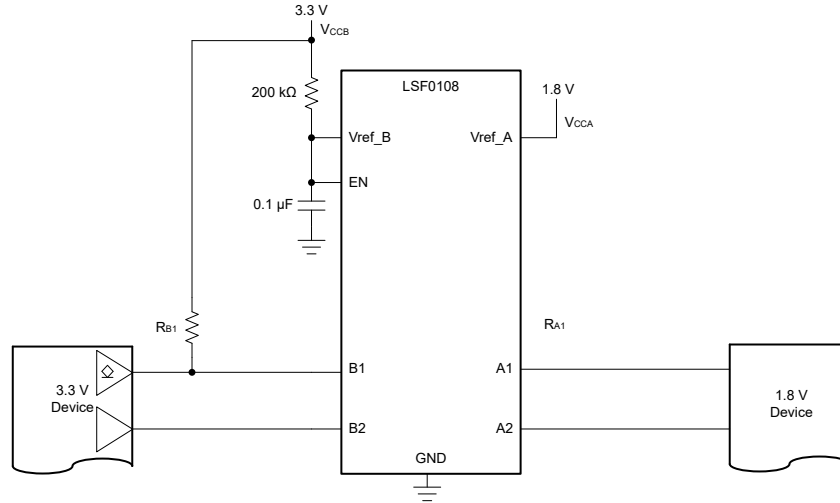 3.3 V
VCCB
200 kΩ
LSF0108
1.8 V
VCCA
Vref_B
Vref_A
EN
0.1 µF
RB1
RA1
B1
A1
3.3 V
Device
1.8 V
Device
B2
A2
GND